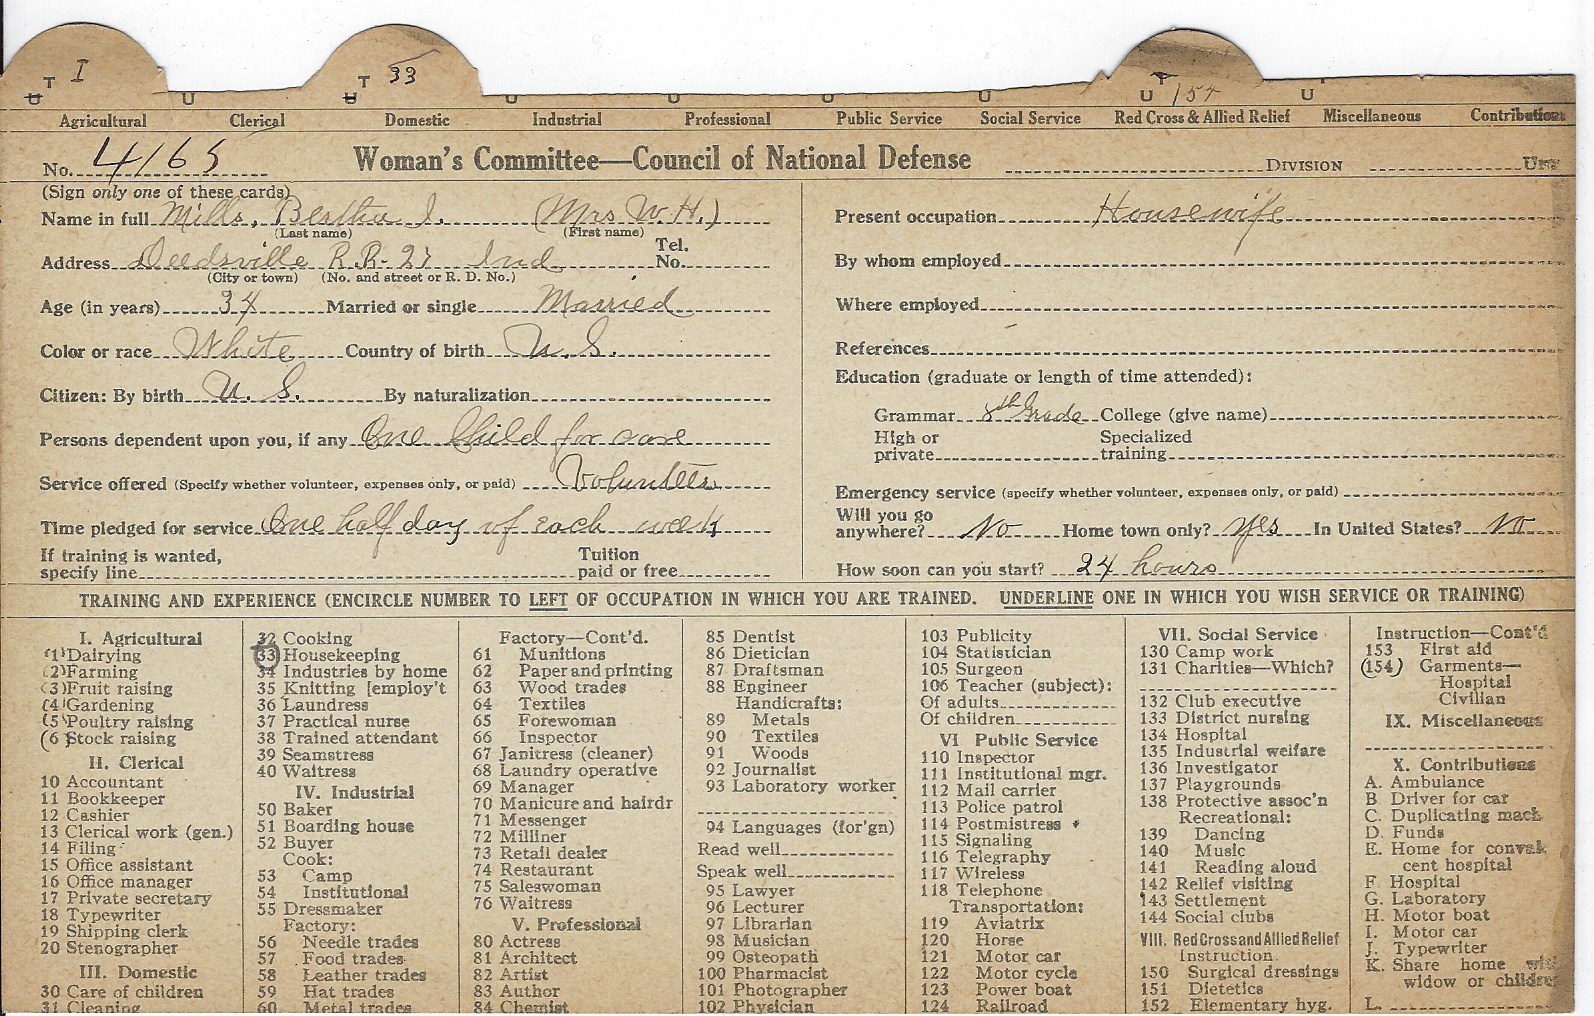 T I T 33 T
U U U U U U U U 154 U
Agricultural Clerical Domestic Industrial Professional Public Service Social Service Red Cross & Allied Relief Miscellaneous Contributions
No. 4165 Woman's Committee—Council of National Defense DIVISION
(Sign only one of these cards)
Name in full Mills, Bertha J. (Mrs W. H.)
(Last name) (First name)
Address Deedsville R.R. 27 Ind Tel. No.
(City or town) (No. and street or R. D. No.)
Age (in years) 34 Married or single Married
Color or race White Country of birth U. S.
Citizen: By birth U. S. By naturalization
Persons dependent upon you, if any One Child for care
Service offered (Specify whether volunteer, expenses only, or paid) Volunteer
Time pledged for service One half day of each week
If training is wanted, Tuition
specify line paid or free
Present occupation Housewife
By whom employed
Where employed
References
Education (graduate or length of time attended):
Grammar 8th Grade College (give name)
High or Specialized
private training
Emergency service (specify whether volunteer, expenses only, or paid)
Will you go
anywhere? No Home town only? Yes In United States? No
How soon can you start? 24 hours
TRAINING AND EXPERIENCE (ENCIRCLE NUMBER TO LEFT OF OCCUPATION IN WHICH YOU ARE TRAINED. UNDERLINE ONE IN WHICH YOU WISH SERVICE OR TRAINING)
I. Agricultural
(1) Dairying
(2) Farming
(3) Fruit raising
(4) Gardening
(5) Poultry raising
(6) Stock raising
II. Clerical
10 Accountant
11 Bookkeeper
12 Cashier
13 Clerical work (gen.)
14 Filing
15 Office assistant
16 Office manager
17 Private secretary
18 Typewriter
19 Shipping clerk
20 Stenographer
III. Domestic
30 Care of children
31 Cleaning
32 Cooking
33 Housekeeping
34 Industries by home
35 Knitting [employ't
36 Laundress
37 Practical nurse
38 Trained attendant
39 Seamstress
40 Waitress
IV. Industrial
50 Baker
51 Boarding house
52 Buyer
Cook:
53 Camp
54 Institutional
55 Dressmaker
Factory:
56 Needle trades
57 Food trades
58 Leather trades
59 Hat trades
60 Metal trades
Factory—Cont'd.
61 Munitions
62 Paper and printing
63 Wood trades
64 Textiles
65 Forewoman
66 Inspector
67 Janitress (cleaner)
68 Laundry operative
69 Manager
70 Manicure and hairdr
71 Messenger
72 Milliner
73 Retail dealer
74 Restaurant
75 Saleswoman
76 Waitress
V. Professional
80 Actress
81 Architect
82 Artist
83 Author
84 Chemist
85 Dentist
86 Dietician
87 Draftsman
88 Engineer
Handicrafts:
89 Metals
90 Textiles
91 Woods
92 Journalist
93 Laboratory worker
94 Languages (for'gn)
Read well
Speak well
95 Lawyer
96 Lecturer
97 Librarian
98 Musician
99 Osteopath
100 Pharmacist
101 Photographer
102 Physician
103 Publicity
104 Statistician
105 Surgeon
106 Teacher (subject):
Of adults
Of children
VI Public Service
110 Inspector
111 Institutional mgr.
112 Mail carrier
113 Police patrol
114 Postmistress
115 Signaling
116 Telegraphy
117 Wireless
118 Telephone
Transportation:
119 Aviatrix
120 Horse
121 Motor car
122 Motor cycle
123 Power boat
124 Railroad
VII. Social Service
130 Camp work
131 Charities—Which?
132 Club executive
133 District nursing
134 Hospital
135 Industrial welfare
136 Investigator
137 Playgrounds
138 Protective assoc'n
Recreational:
139 Dancing
140 Music
141 Reading aloud
142 Relief visiting
143 Settlement
144 Social clubs
VIII. Red Cross and Allied Relief
Instruction
150 Surgical dressings
151 Dietetics
152 Elementary hyg.
Instruction—Cont'd
153 First aid
(154) Garments—
Hospital
Civilian
IX. Miscellaneous
X. Contributions
A. Ambulance
B Driver for car
C. Duplicating mach
D. Funds
E. Home for conval
cent hospital
F Hospital
G. Laboratory
H. Motor boat
I. Motor car
J. Typewriter
K. Share home with
widow or children
L.